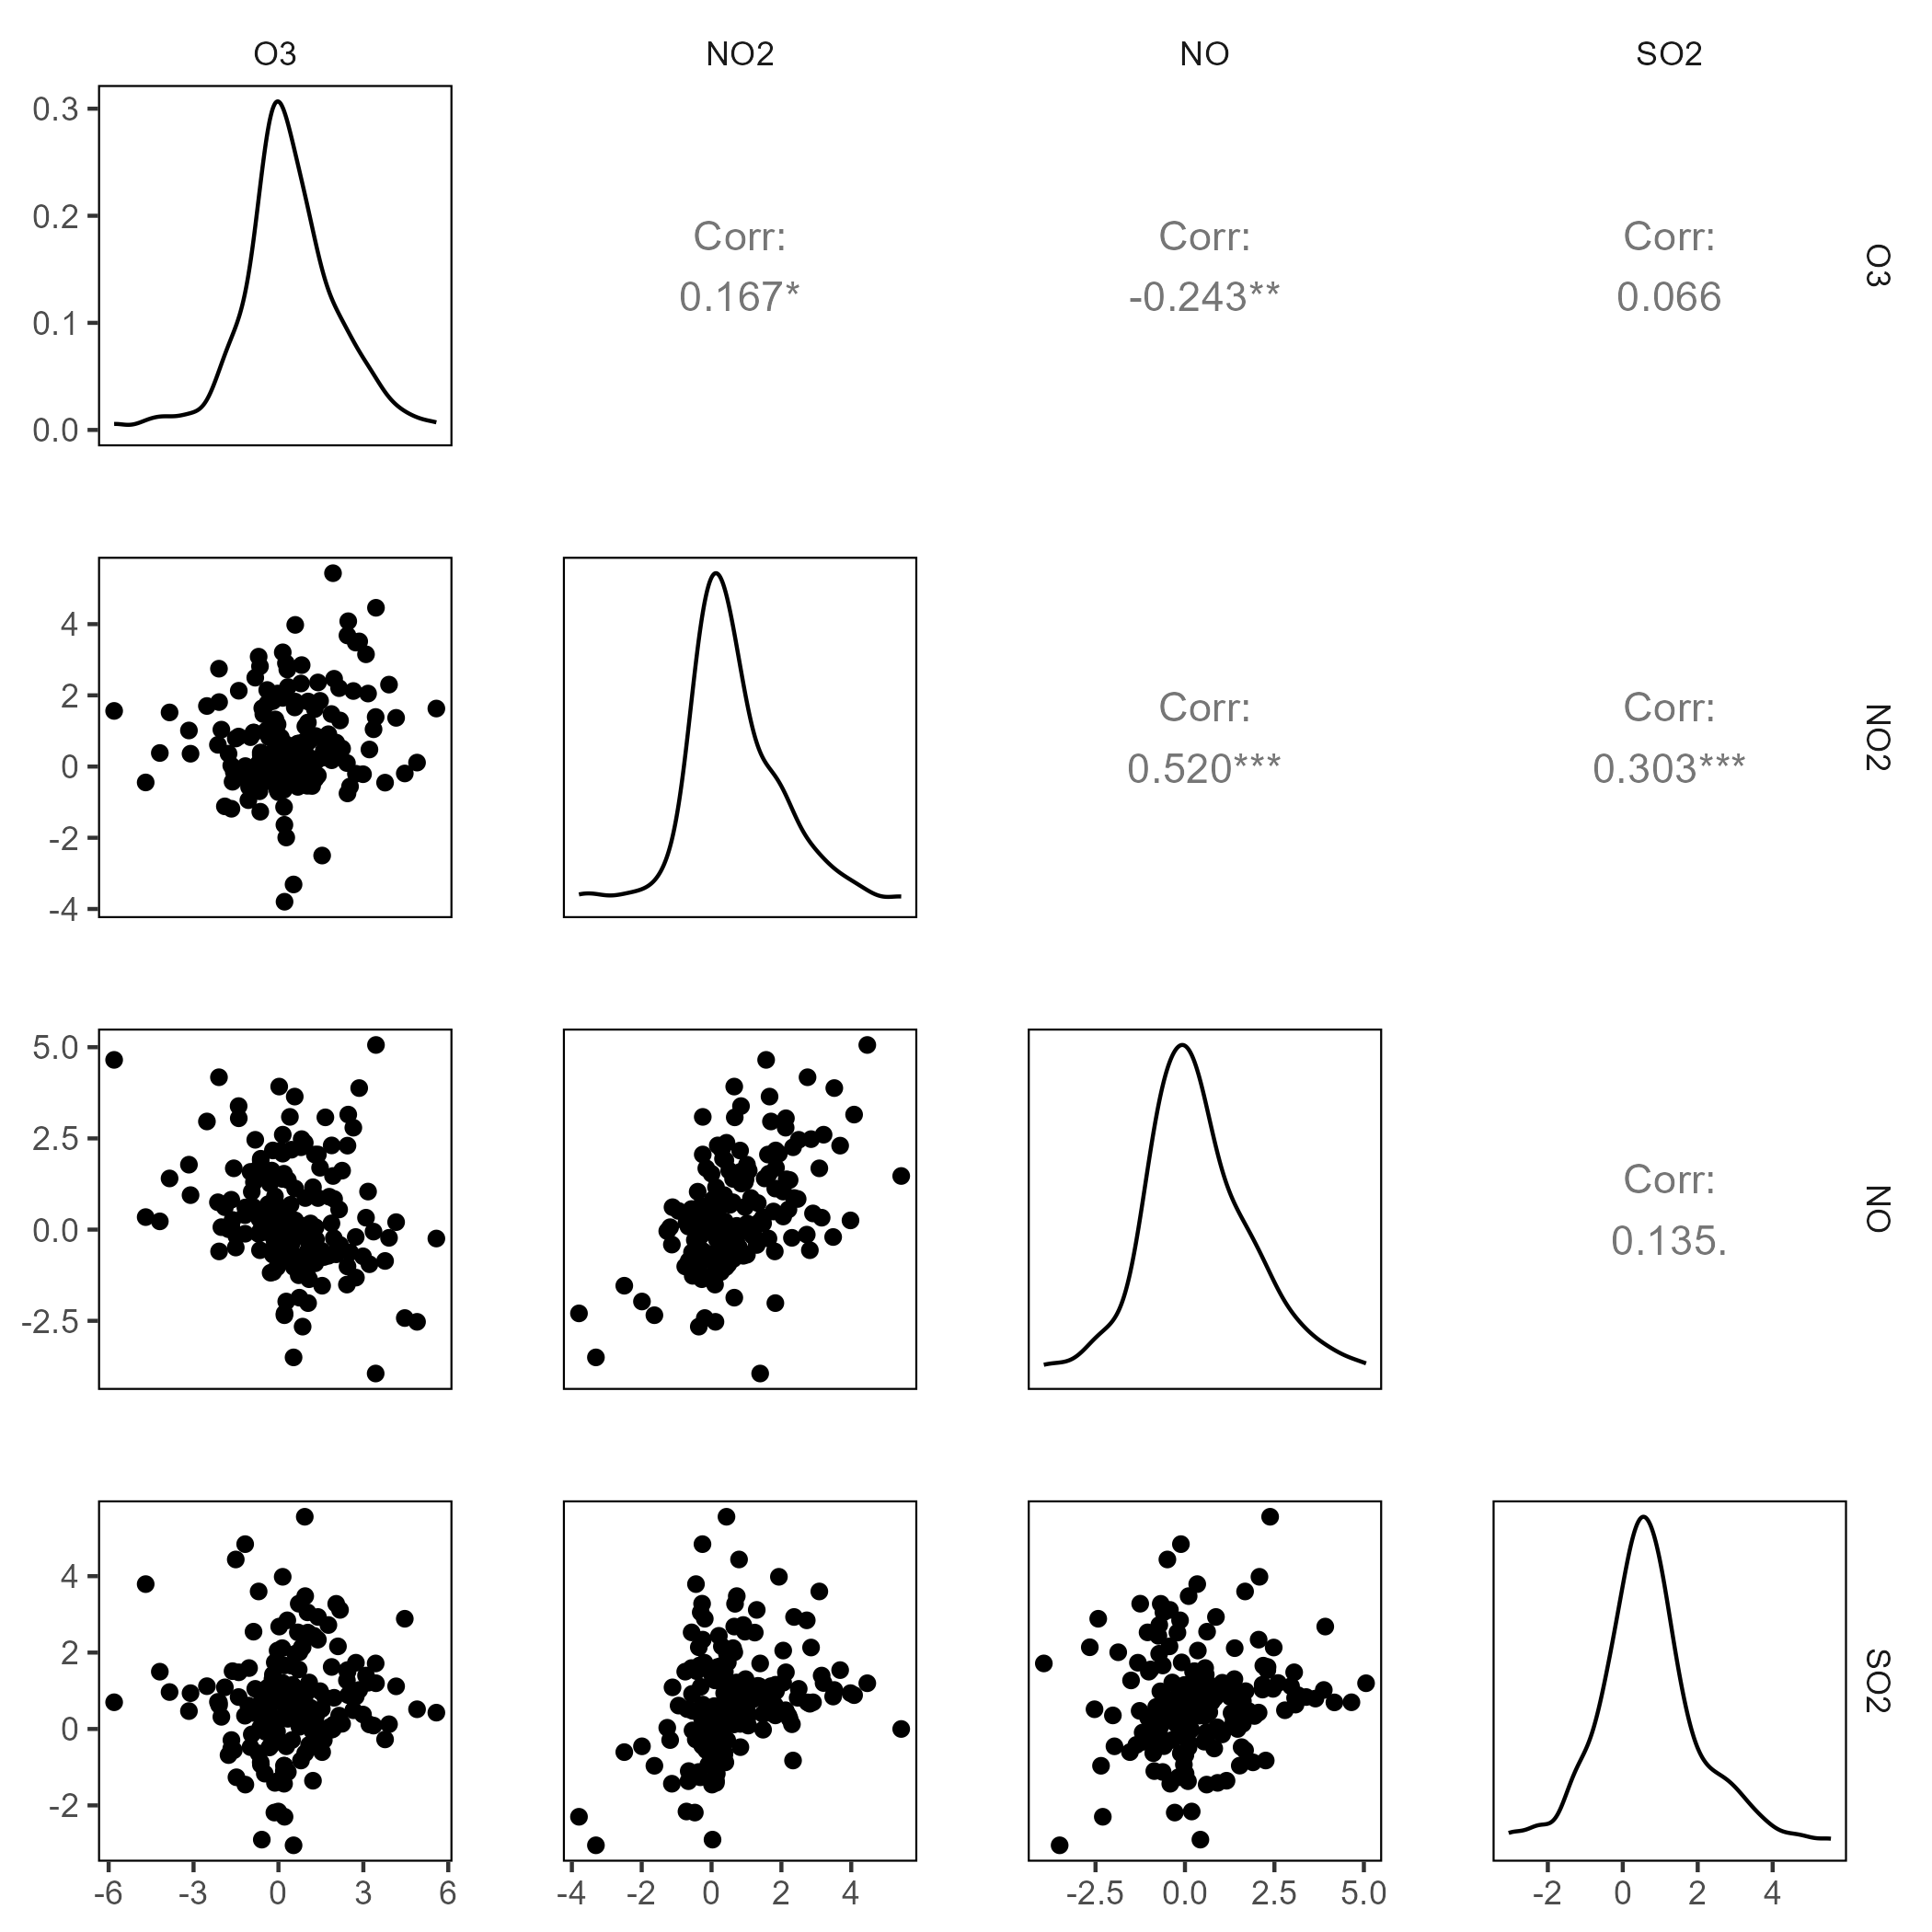 O3 NO2 NO SO2
0.3
0.2
0.1
0.0
Corr:
0.167*
Corr:
-0.243**
Corr:
0.066
O3
4
2
0
-2
-4
Corr:
0.520***
Corr:
0.303***
NO2
5.0
2.5
0.0
-2.5
Corr:
0.135.
NO
4
2
0
-2
SO2
-6 -3 0 3 6
-4 -2 0 2 4
-2.5 0.0 2.5 5.0
-2 0 2 4